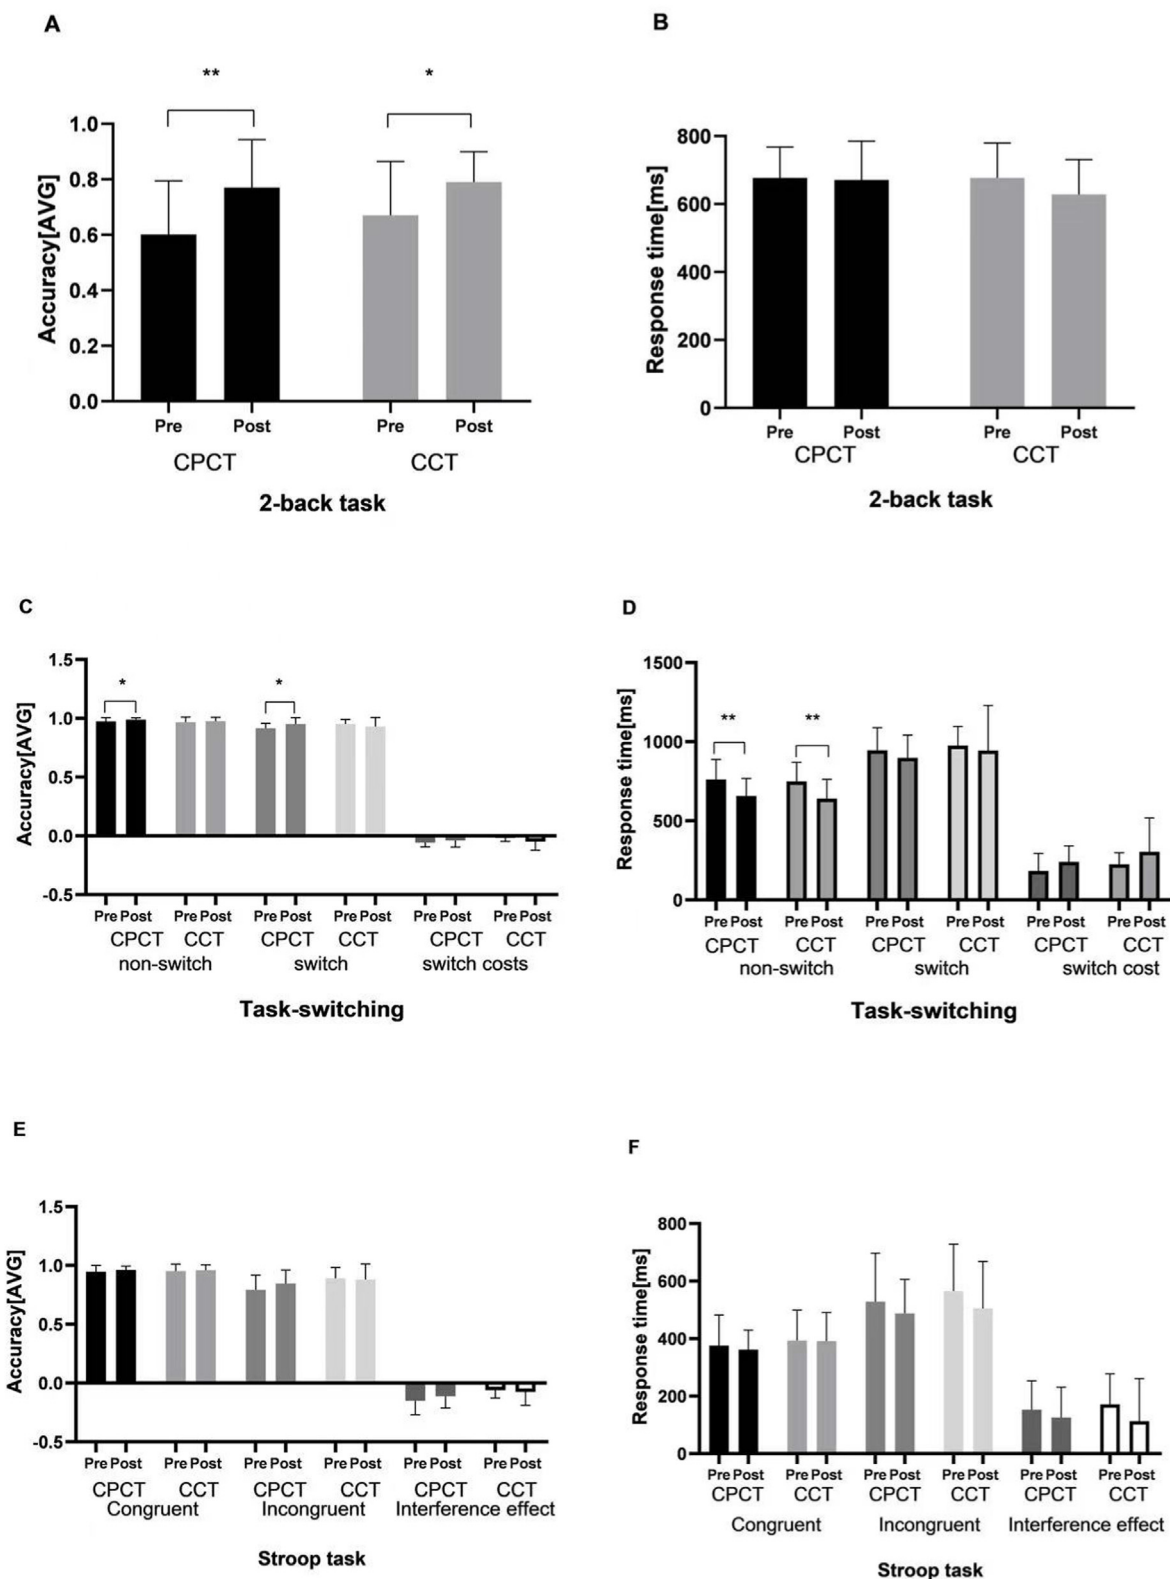 A
**
*
1.0
0.8
0.6
0.4
0.2
0.0
Accuracy[AVG]
Pre Post Pre Post
CPCT CCT
2-back task
B
800
600
400
200
0
Response time[ms]
Pre Post Pre Post
CPCT CCT
2-back task
C
*
*
1.5
1.0
0.5
0.0
-0.5
Accuracy[AVG]
Pre Post Pre Post Pre Post Pre Post Pre Post Pre Post
CPCT CCT CPCT CCT CPCT CCT
non-switch switch switch costs
Task-switching
D
**
**
1500
1000
500
0
Response time[ms]
Pre Post Pre Post Pre Post Pre Post Pre Post Pre Post
CPCT CCT CPCT CCT CPCT CCT
non-switch switch switch cost
Task-switching
E
1.5
1.0
0.5
0.0
-0.5
Accuracy[AVG]
Pre Post Pre Post Pre Post Pre Post Pre Post Pre Post
CPCT CCT CPCT CCT CPCT CCT
Congruent Incongruent Interference effect
Stroop task
F
800
600
400
200
0
Response time[ms]
Pre Post Pre Post Pre Post Pre Post Pre Post Pre Post
CPCT CCT CPCT CCT CPCT CCT
Congruent Incongruent Interference effect
Stroop task